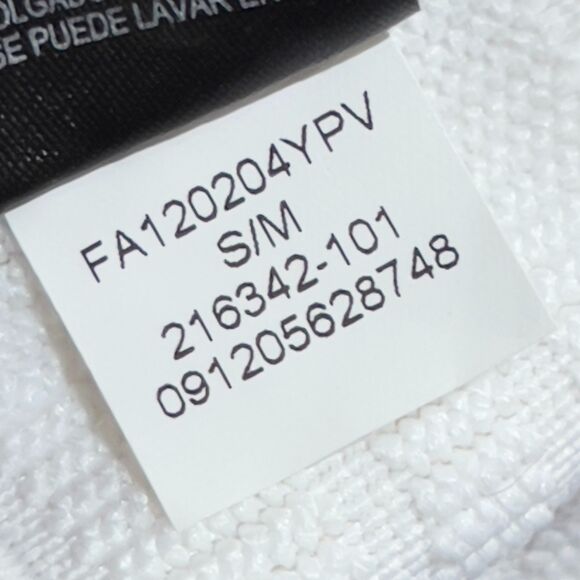 SE PUEDE LAVAR
FA120204YPV
S/M
216342-101
091205628748